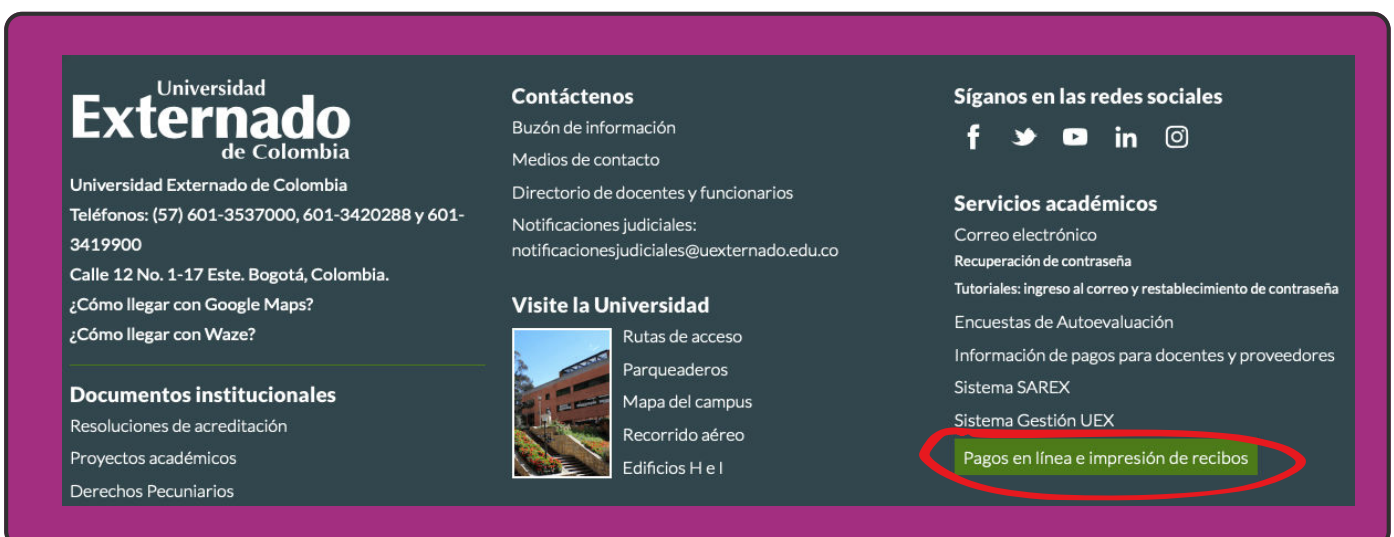 Universidad
Externado
de Colombia
Universidad Externado de Colombia
Teléfonos: (57) 601-3537000, 601-3420288 y 601-
3419900
Calle 12 No. 1-17 Este. Bogotá, Colombia.
¿Cómo llegar con Google Maps?
¿Cómo llegar con Waze?
Documentos institucionales
Resoluciones de acreditación
Proyectos académicos
Derechos Pecuniarios
Contáctenos
Buzón de información
Medios de contacto
Directorio de docentes y funcionarios
Notificaciones judiciales:
notificacionesjudiciales@uexternado.edu.co
Visite la Universidad
Rutas de acceso
Parqueaderos
Mapa del campus
Recorrido aéreo
Edificios H e I
Síganos en las redes sociales
Servicios académicos
Correo electrónico
Recuperación de contraseña
Tutoriales: ingreso al correo y restablecimiento de contraseña
Encuestas de Autoevaluación
Información de pagos para docentes y proveedores
Sistema SAREX
Sistema Gestión UEX
Pagos en línea e impresión de recibos